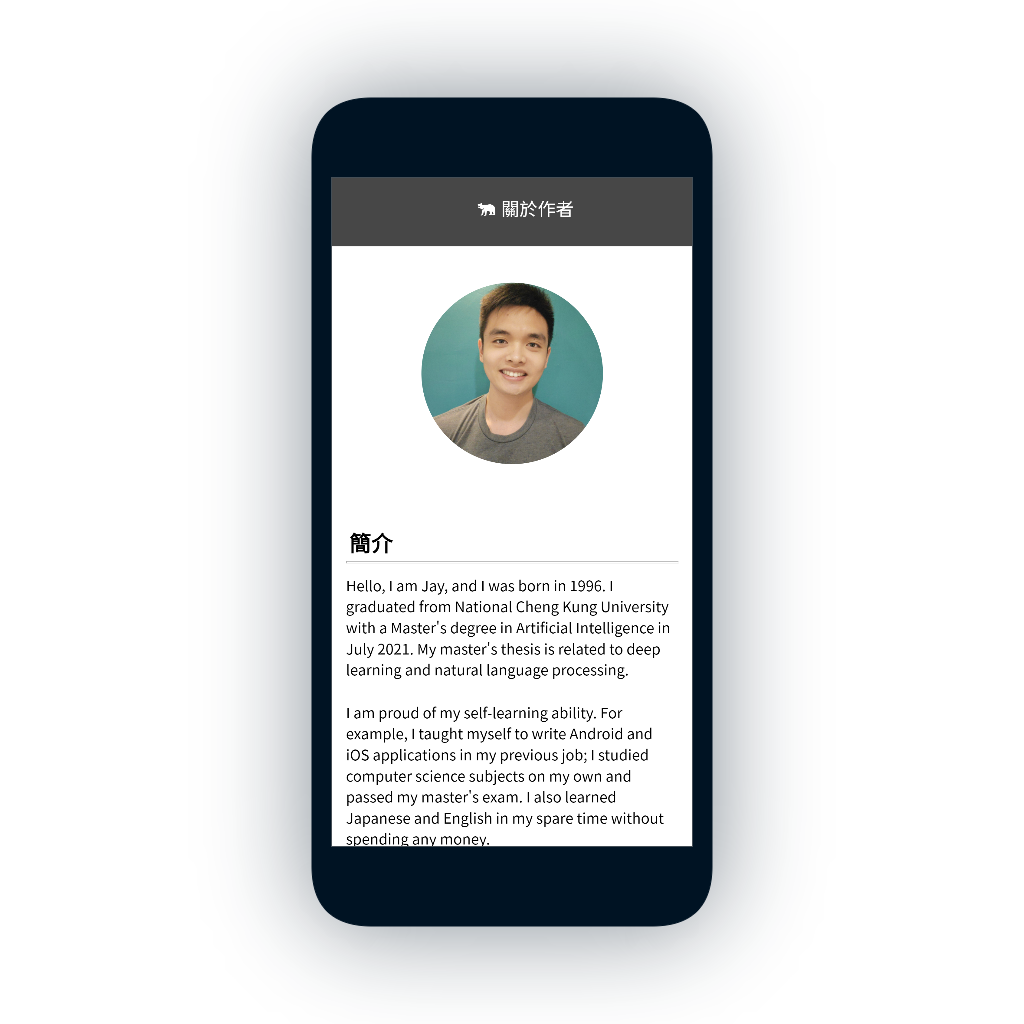 關於作者
簡介
Hello, I am Jay, and I was born in 1996. I
graduated from National Cheng Kung University
with a Master's degree in Artificial Intelligence in
July 2021. My master's thesis is related to deep
learning and natural language processing.
I am proud of my self-learning ability. For
example, I taught myself to write Android and
iOS applications in my previous job; I studied
computer science subjects on my own and
passed my master's exam. I also learned
Japanese and English in my spare time without
spending any money.